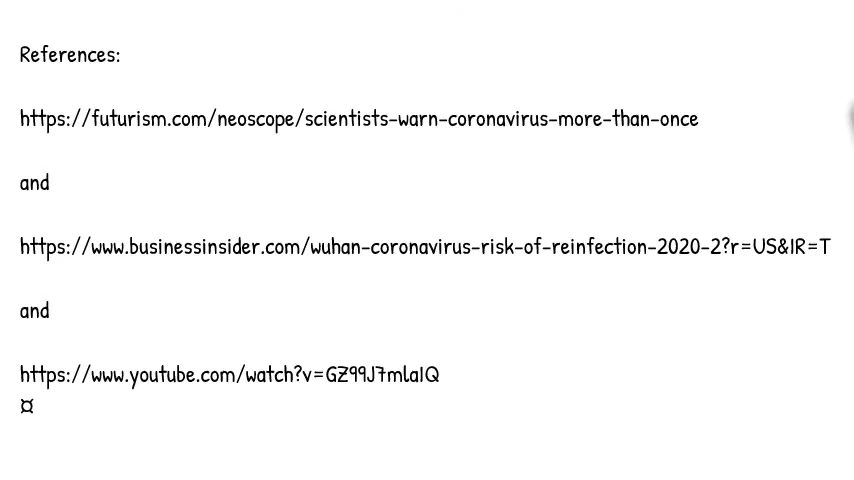 References:
https://futurism.com/neoscope/scientists-warn-coronavirus-more-than-once
and
https://www.businessinsider.com/wuhan-coronavirus-risk-of-reinfection-2020-2?r=US&IR=T
and
https://www.youtube.com/watch?v=GZ99J7mlaIQ
¤